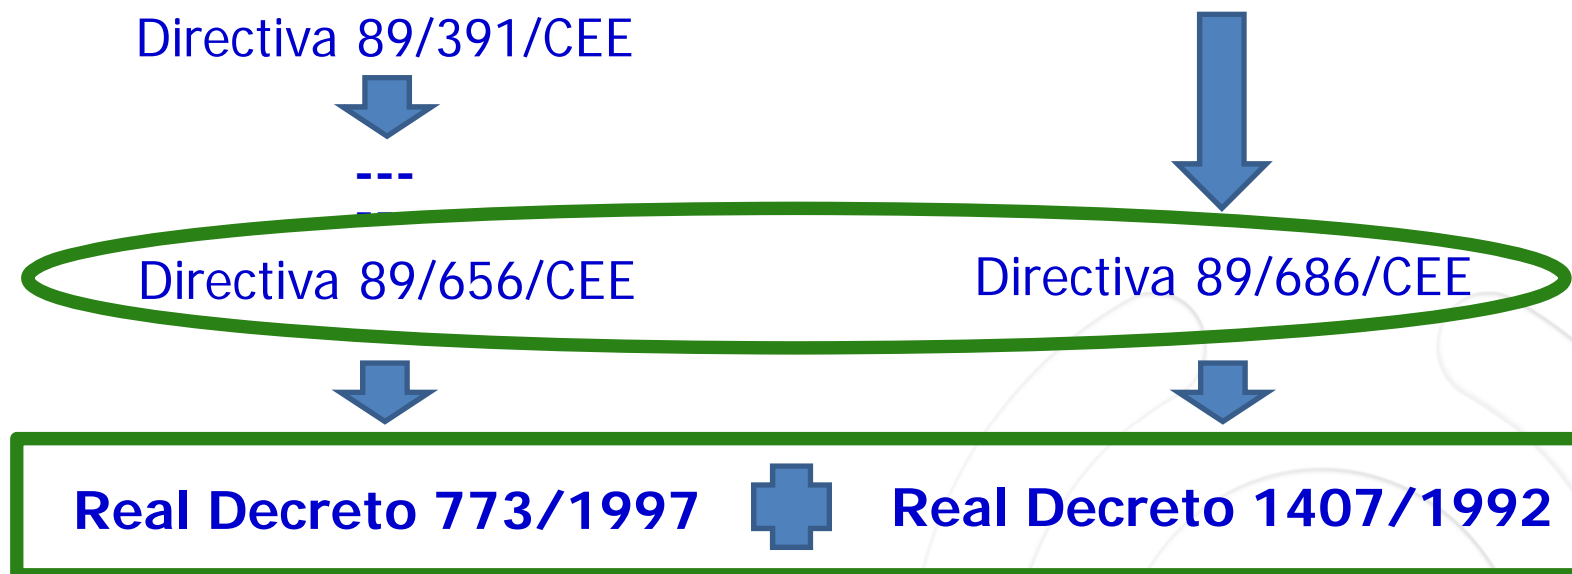 Directiva 89/391/CEE
---
Directiva 89/656/CEE
Directiva 89/686/CEE
Real Decreto 773/1997
Real Decreto 1407/1992